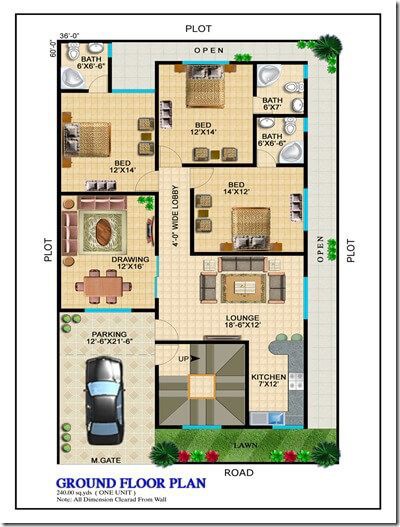 PLOT
36'-0"
60'-0"
OPEN
BATH
6'X6'-6"
BATH
6'X7'
BED
12'X14'
BATH
6'X6'-6"
BED
12'X14'
BED
14'X12'
4'-0" WIDE LOBBY
DRAWING
12'X16'
PLOT
OPEN
PLOT
LOUNGE
18'-6"X12'
PARKING
12'-6"X21'-6"
UP
KITCHEN
7'X12'
LAWN
M.GATE
ROAD
GROUND FLOOR PLAN
240.00 sq.yds ( ONE UNIT )
Note: All Dimension Clearad From Wall